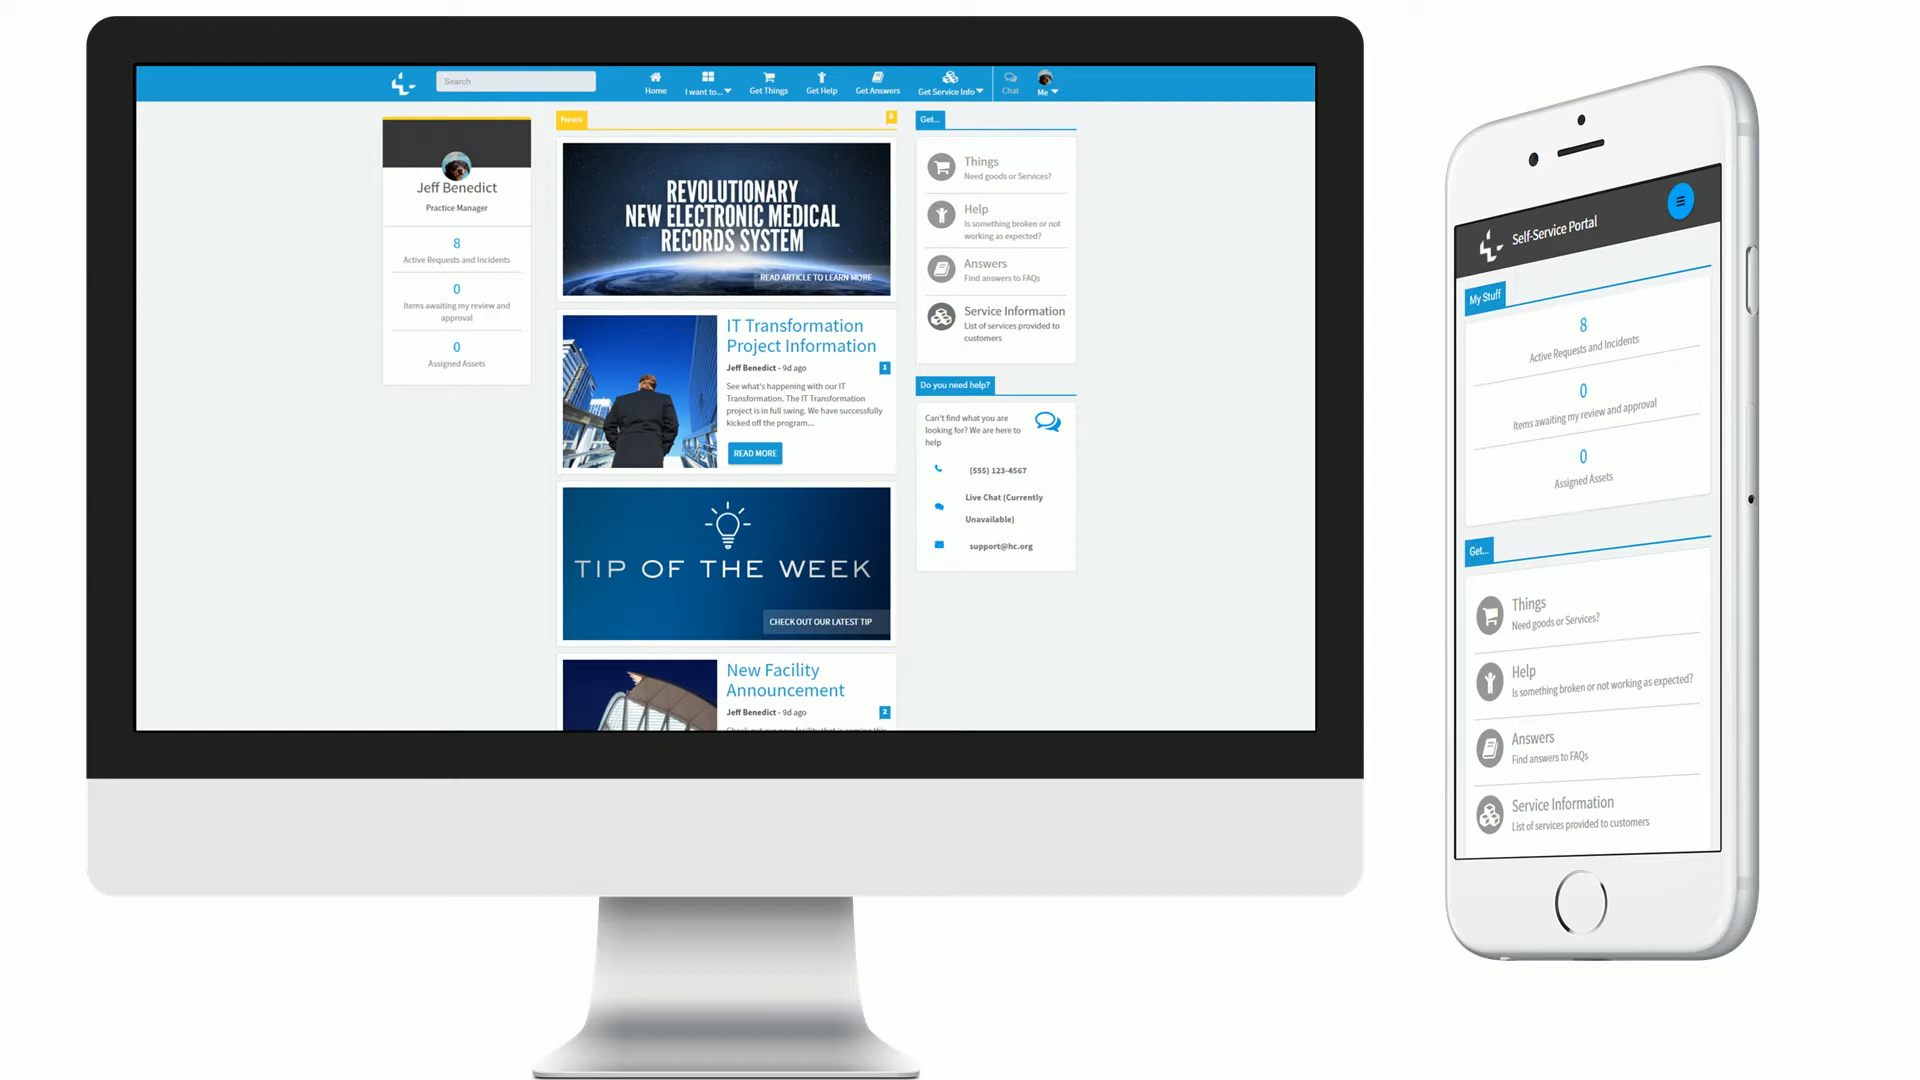 Search
Home
I want to...
Get Things
Get Help
Get Answers
Get Service Info
Chat
Me
Jeff Benedict
Practice Manager
8
Active Requests and Incidents
0
Items awaiting my review and
approval
0
Assigned Assets
News
REVOLUTIONARY
NEW ELECTRONIC MEDICAL
RECORDS SYSTEM
READ ARTICLE TO LEARN MORE
IT Transformation
Project Information
Jeff Benedict - 9d ago
1
See what's happening with our IT
Transformation. The IT Transformation
project is in full swing. We have successfully
kicked off the program...
READ MORE
TIP OF THE WEEK
CHECK OUT OUR LATEST TIP
New Facility
Announcement
Jeff Benedict - 9d ago
2
Get...
Things
Need goods or Services?
Help
Is something broken or not
working as expected?
Answers
Find answers to FAQs
Service Information
List of services provided to
customers
Do you need help?
Can't find what you are
looking for? We are here to
help
(555) 123-4567
Live Chat (Currently
Unavailable)
support@hc.org
Self-Service Portal
My Stuff
8
Active Requests and Incidents
0
Items awaiting my review and approval
0
Assigned Assets
Get...
Things
Need goods or Services?
Help
Is something broken or not working as expected?
Answers
Find answers to FAQs
Service Information
List of services provided to customers